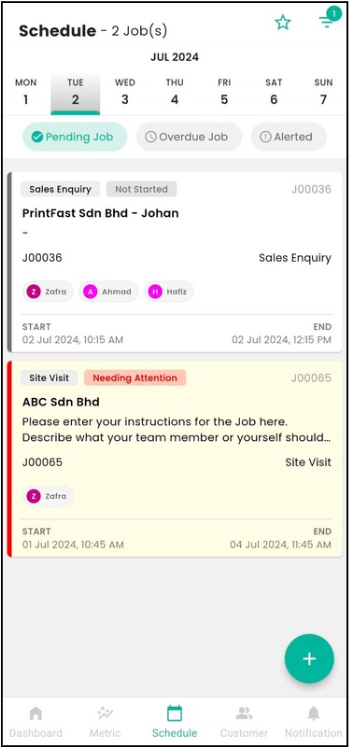 Schedule - 2 Job(s)
1
JUL 2024
MON TUE WED THU FRI SAT SUN
1 2 3 4 5 6 7
Pending Job Overdue Job Alerted
Sales Enquiry Not Started J00036
PrintFast Sdn Bhd - Johan
-
J00036 Sales Enquiry
Z Zafra A Ahmad H Hafiz
START END
02 Jul 2024, 10:15 AM 02 Jul 2024, 12:15 PM
Site Visit Needing Attention J00065
ABC Sdn Bhd
Please enter your instructions for the Job here.
Describe what your team member or yourself should...
J00065 Site Visit
Z Zafra
START END
01 Jul 2024, 10:45 AM 04 Jul 2024, 11:45 AM
+
Dashboard Metric Schedule Customer Notification